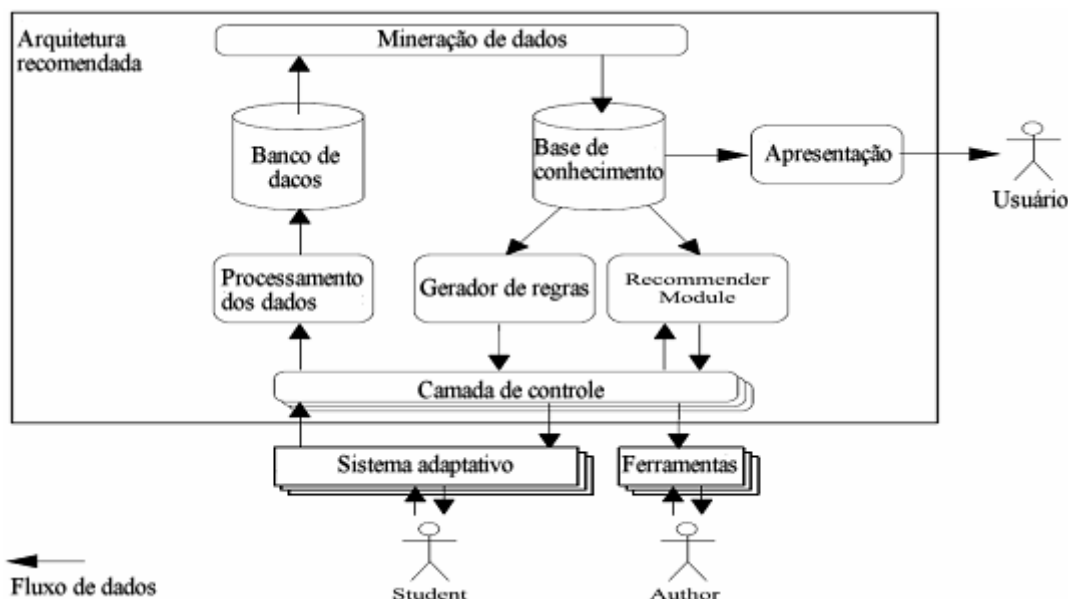 Arquitetura
recomendada
Mineração de dados
Banco de
dacos
Base de
conhecimento
Apresentação
Usuário
Processamento
dos dados
Gerador de regras
Recommender
Module
Camada de controle
Sistema adaptativo
Ferramentas
Student
Author
Fluxo de dados